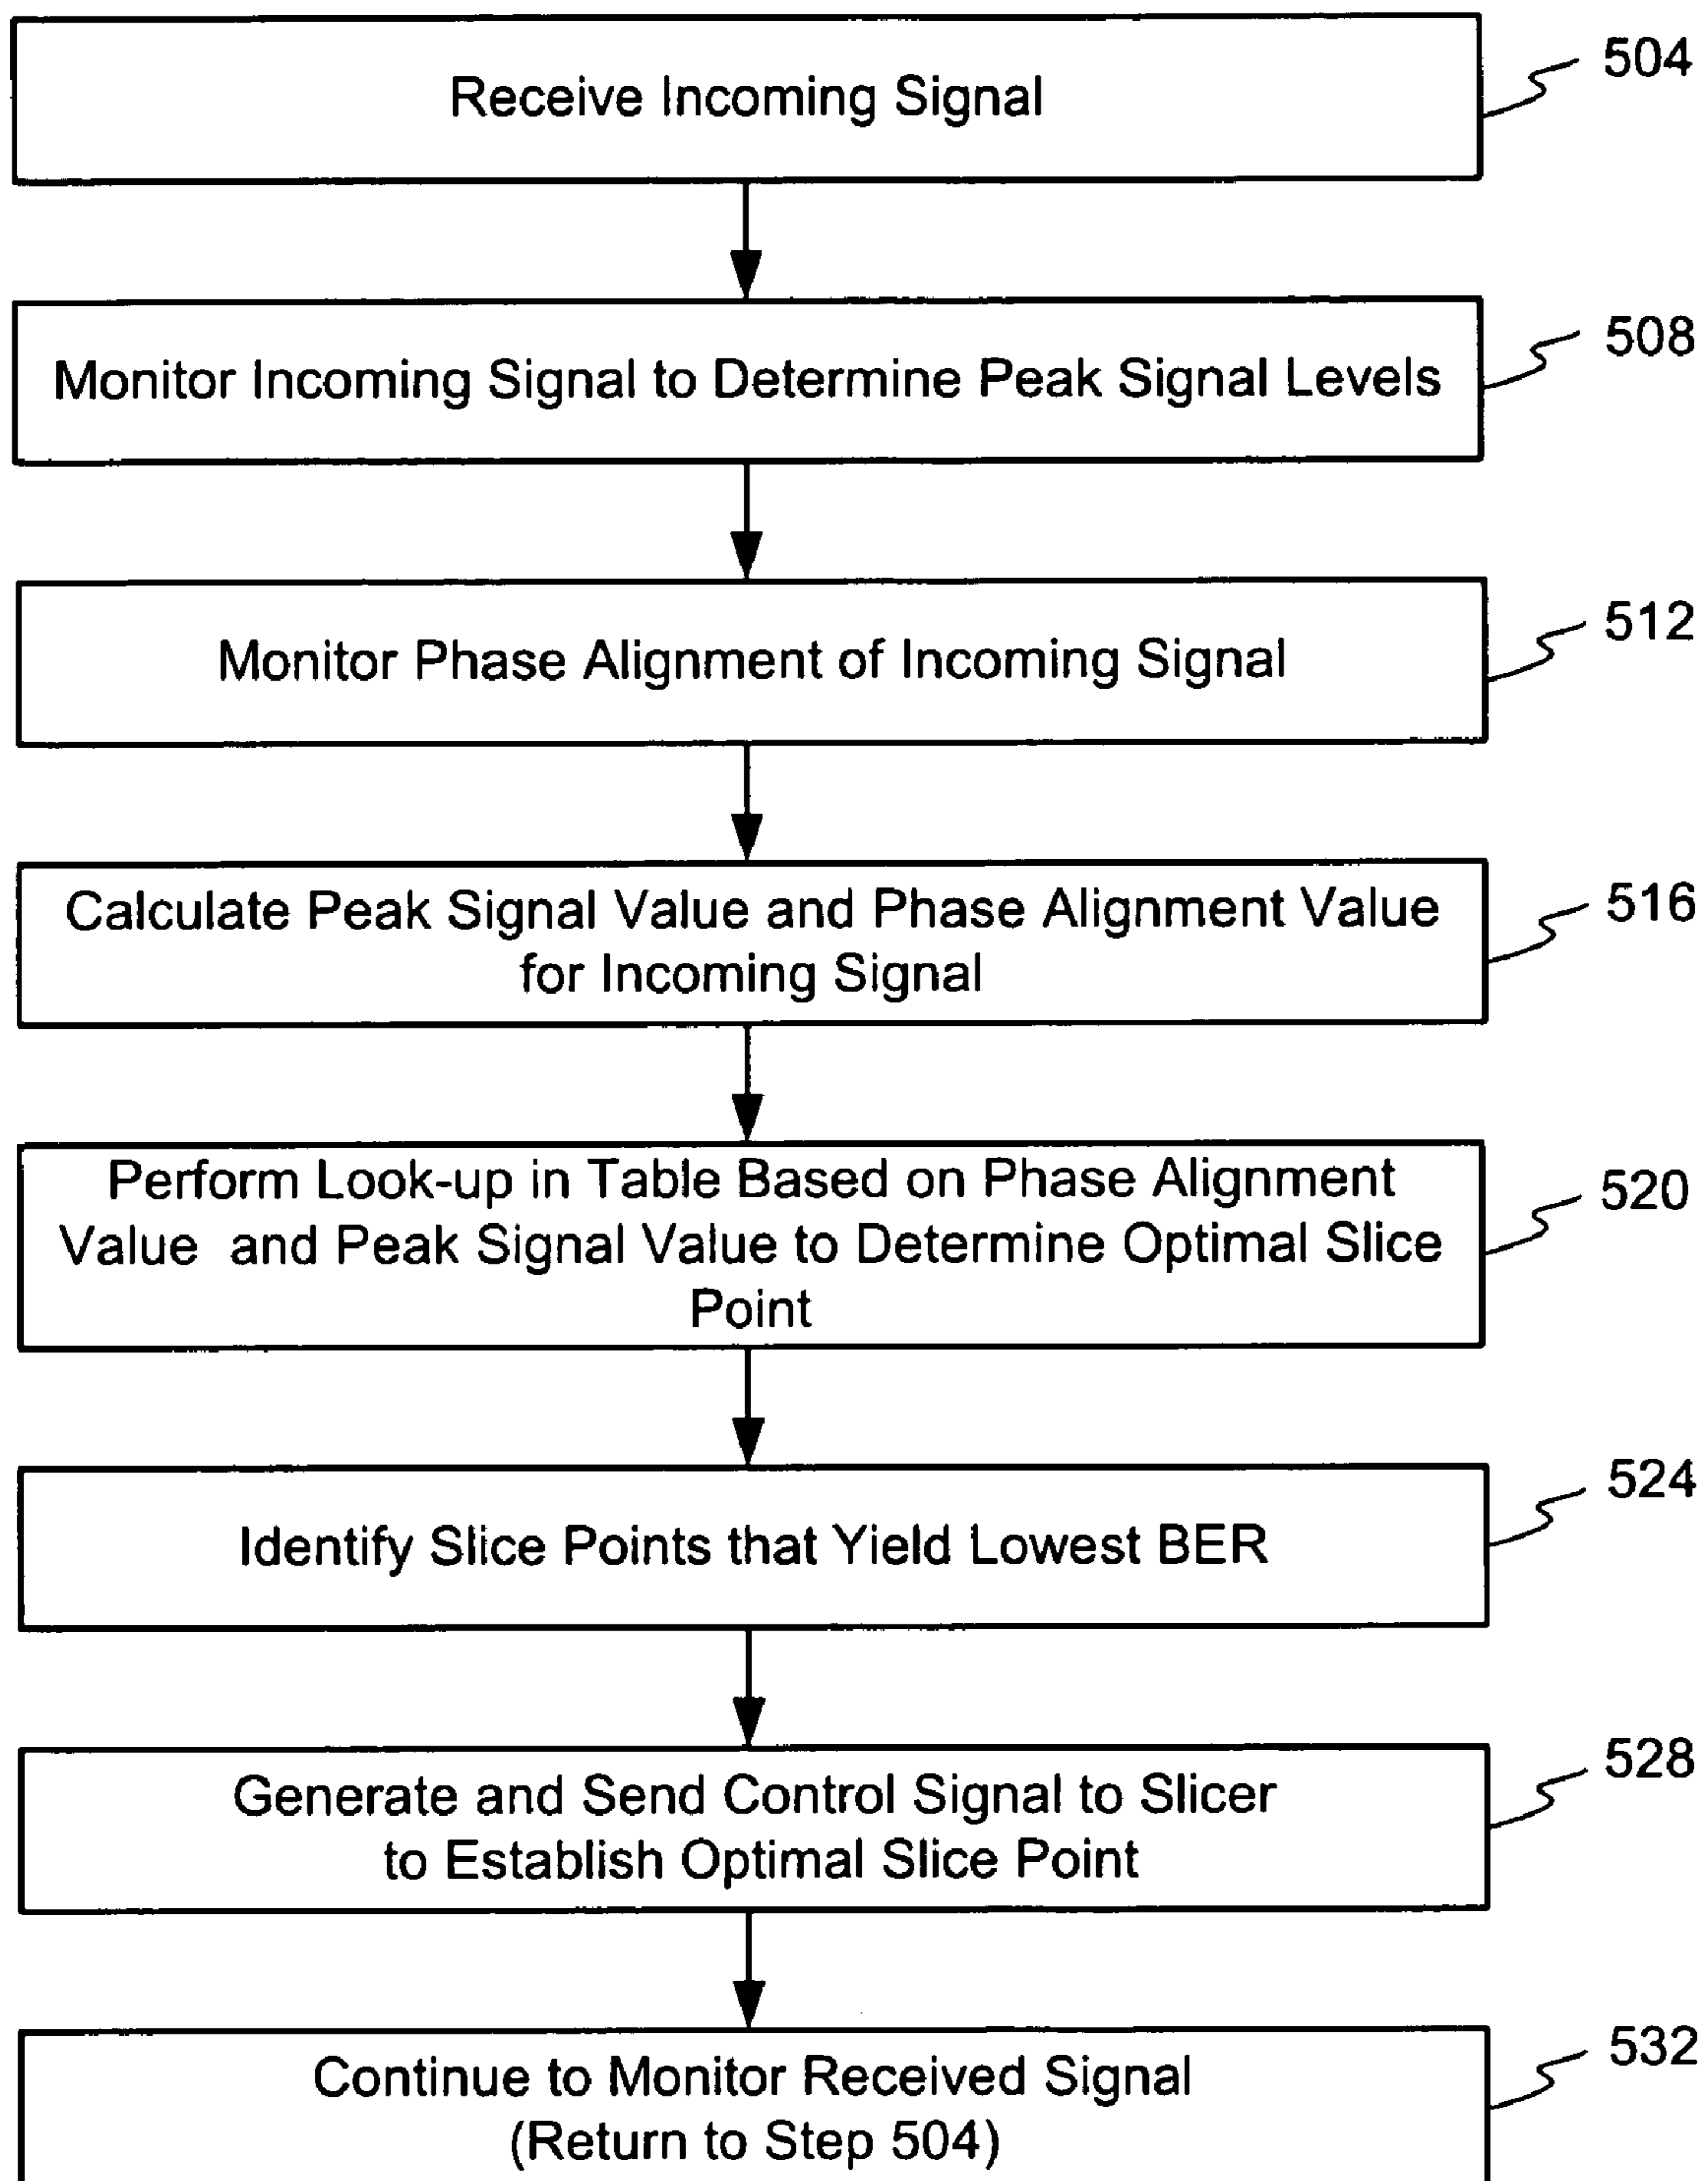 Receive Incoming Signal
504
Monitor Incoming Signal to Determine Peak Signal Levels
508
Monitor Phase Alignment of Incoming Signal
512
Calculate Peak Signal Value and Phase Alignment Value
for Incoming Signal
516
Perform Look-up in Table Based on Phase Alignment
Value and Peak Signal Value to Determine Optimal Slice
Point
520
Identify Slice Points that Yield Lowest BER
524
Generate and Send Control Signal to Slicer
to Establish Optimal Slice Point
528
Continue to Monitor Received Signal
(Return to Step 504)
532